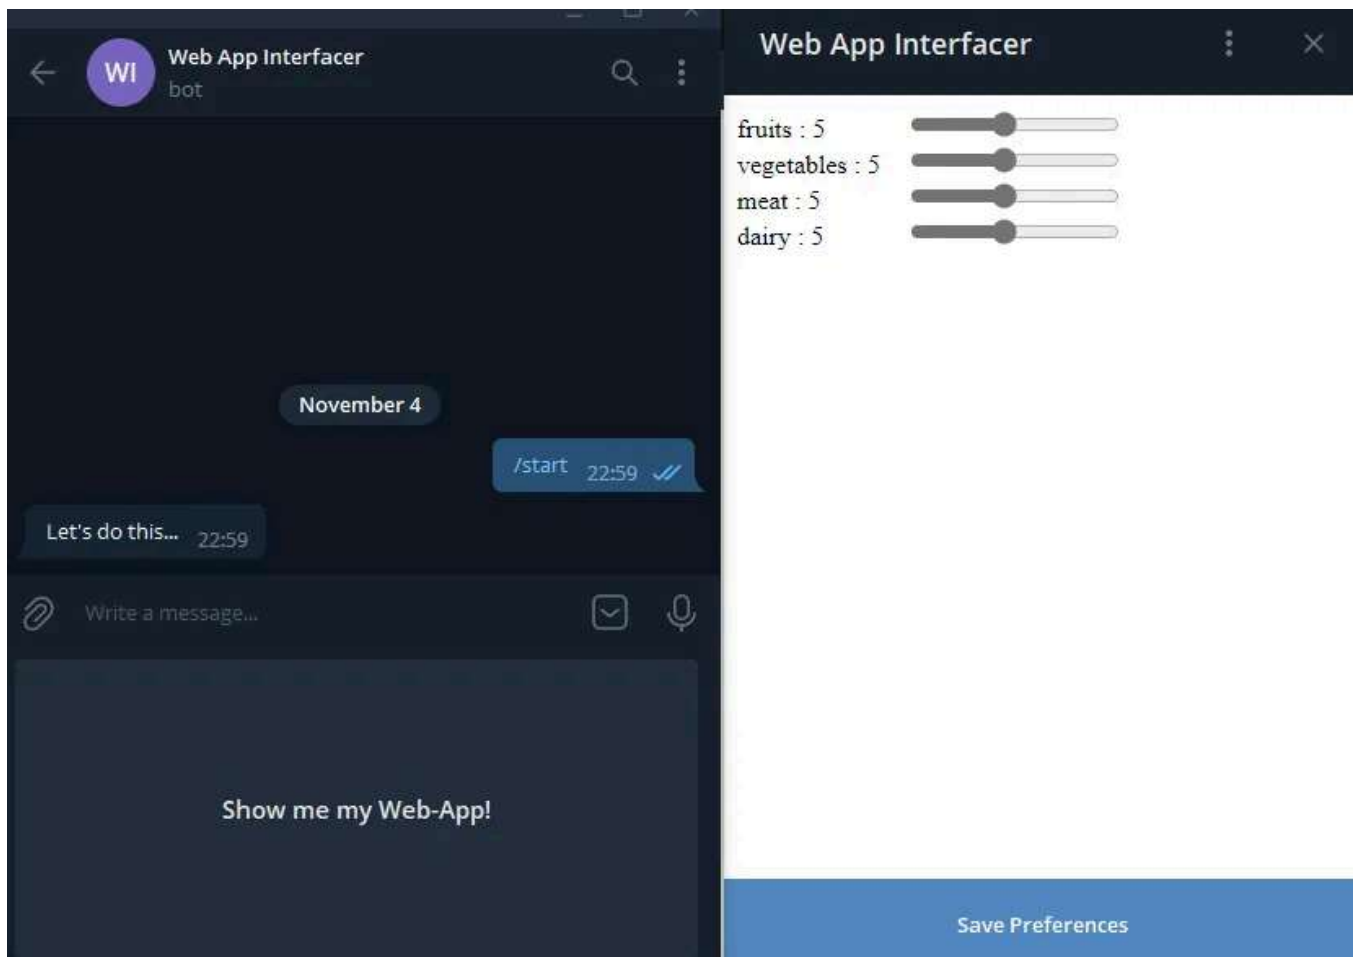 WI
Web App Interfacer
bot
November 4
/start 22:59
Let's do this... 22:59
Write a message...
Show me my Web-App!
Web App Interfacer
fruits : 5
vegetables : 5
meat : 5
dairy : 5
Save Preferences